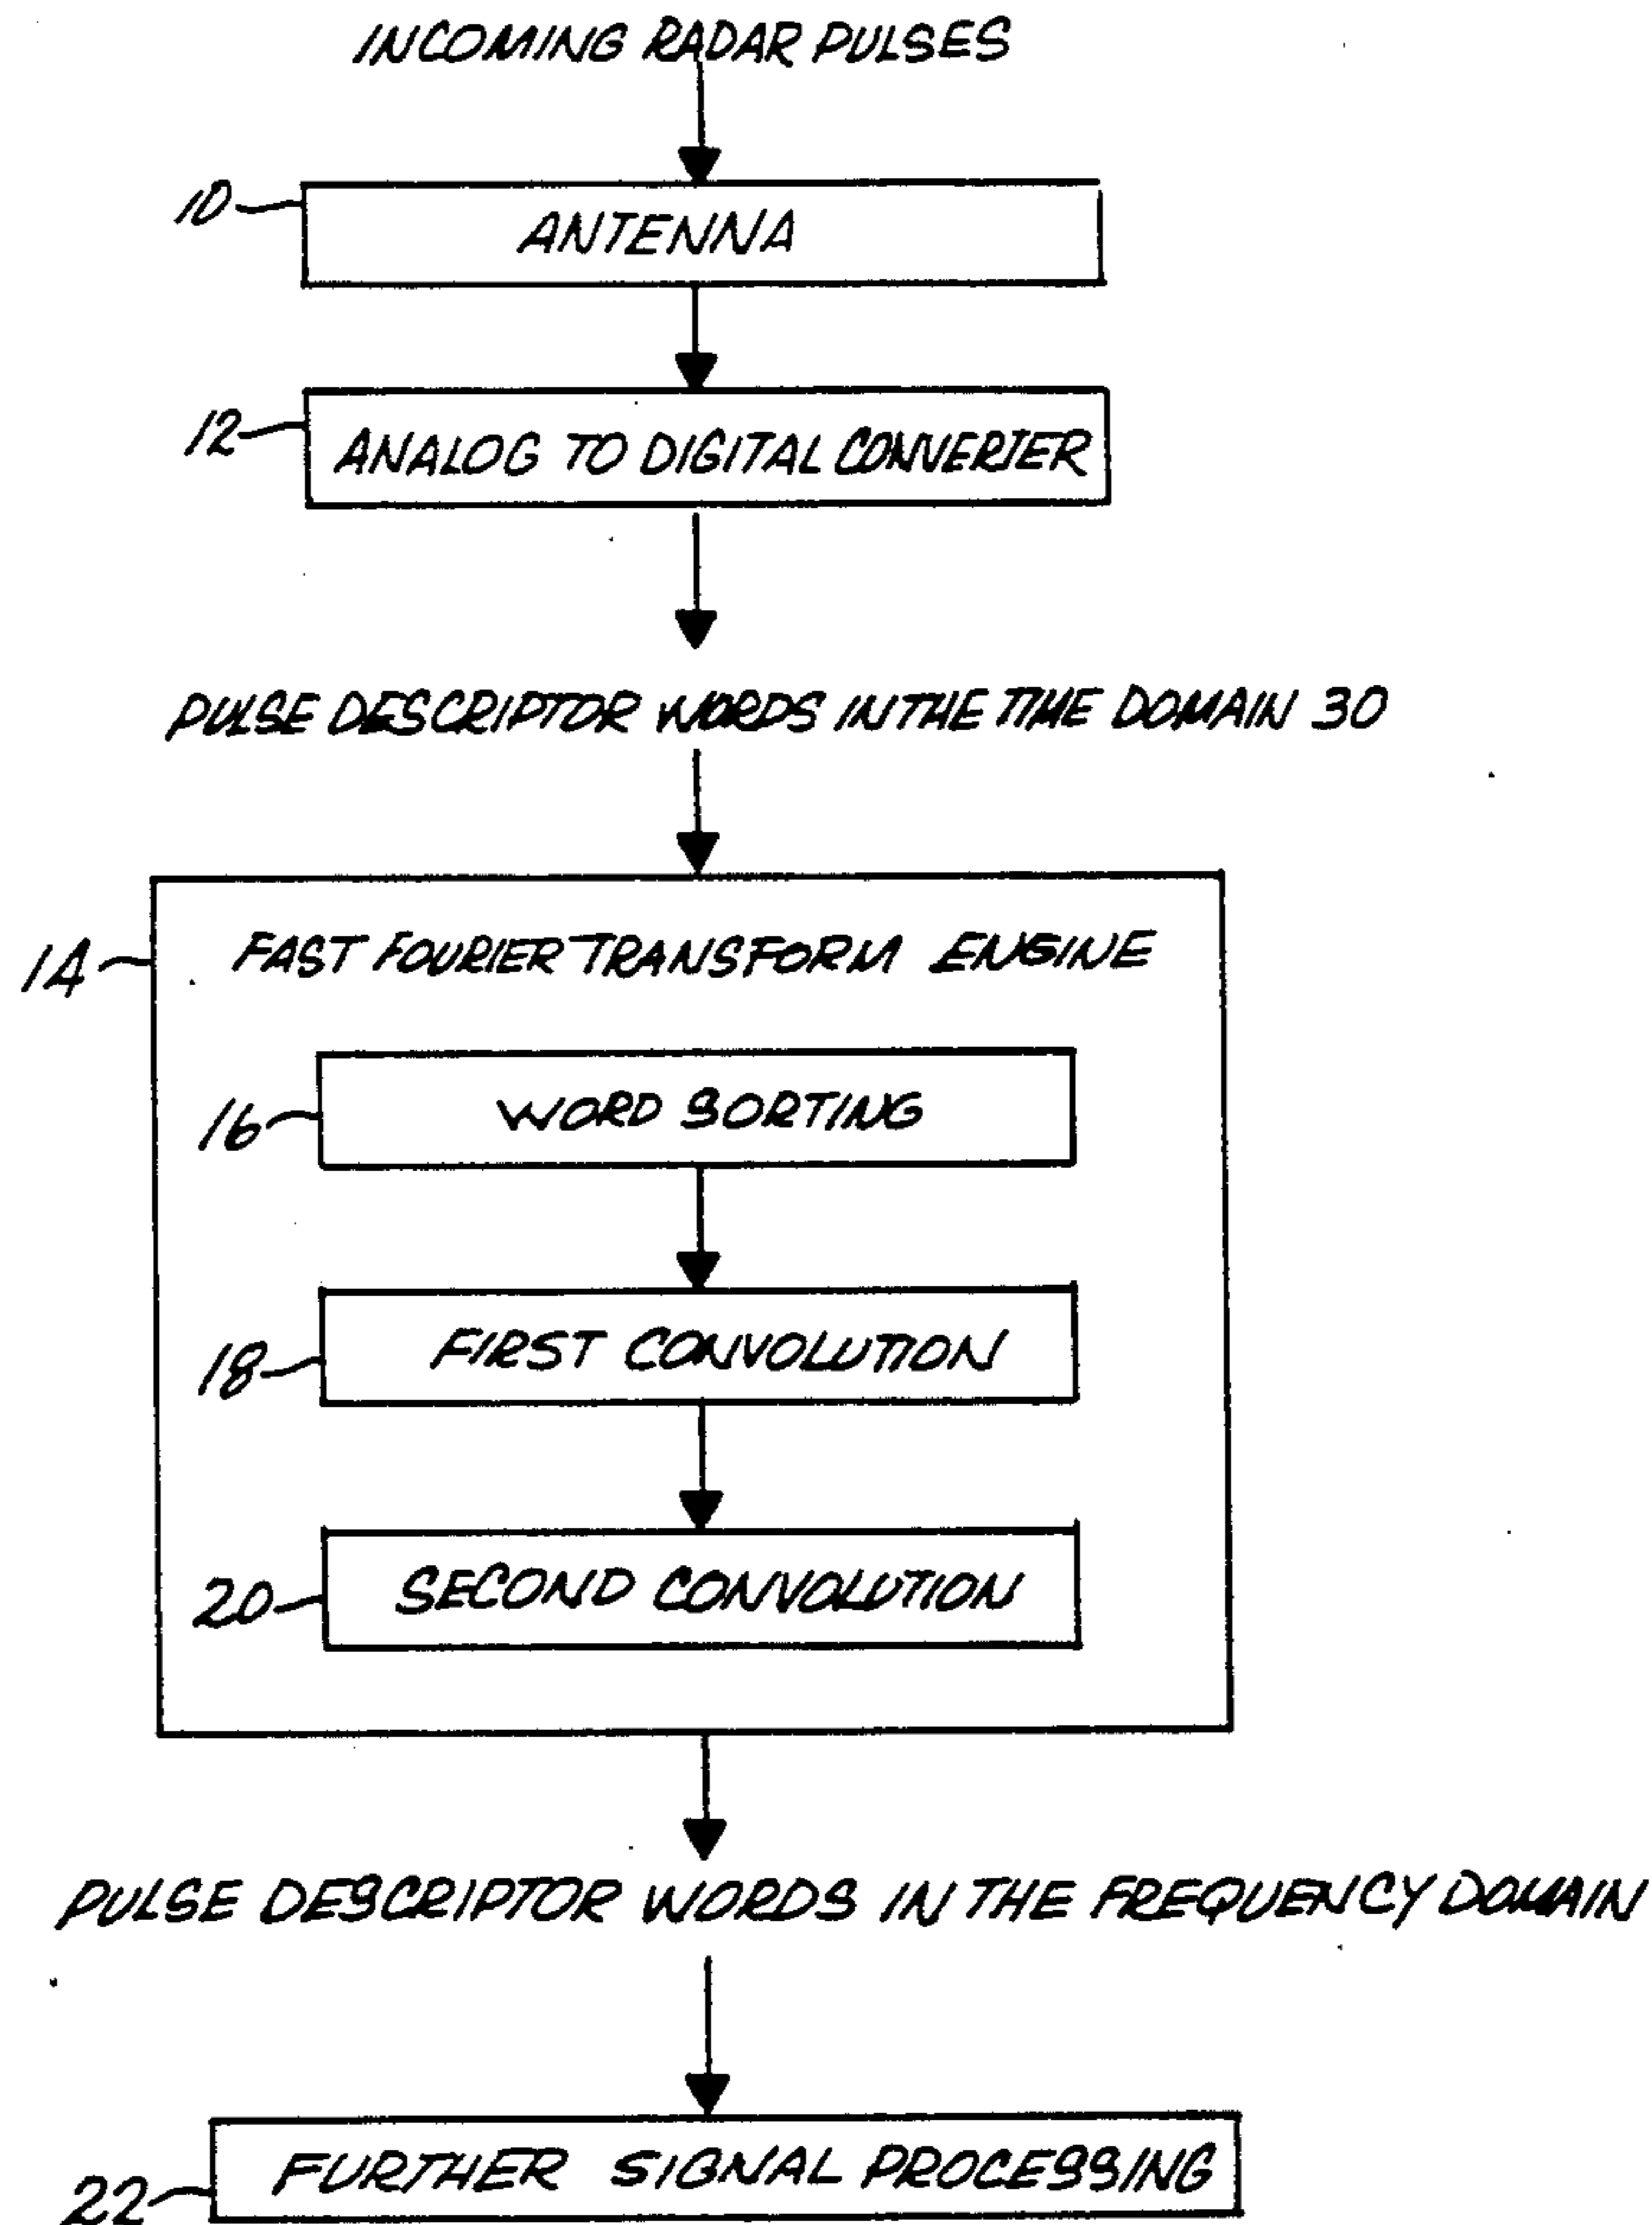 INCOMING RADAR PULSES
10
ANTENNA
12
ANALOG TO DIGITAL CONVERTER
PULSE DESCRIPTOR WORDS IN THE TIME DOMAIN 30
14
FAST FOURIER TRANSFORM ENGINE
16
WORD SORTING
18
FIRST CONVOLUTION
20
SECOND CONVOLUTION
PULSE DESCRIPTOR WORDS IN THE FREQUENCY DOMAIN
22
FURTHER SIGNAL PROCESSING